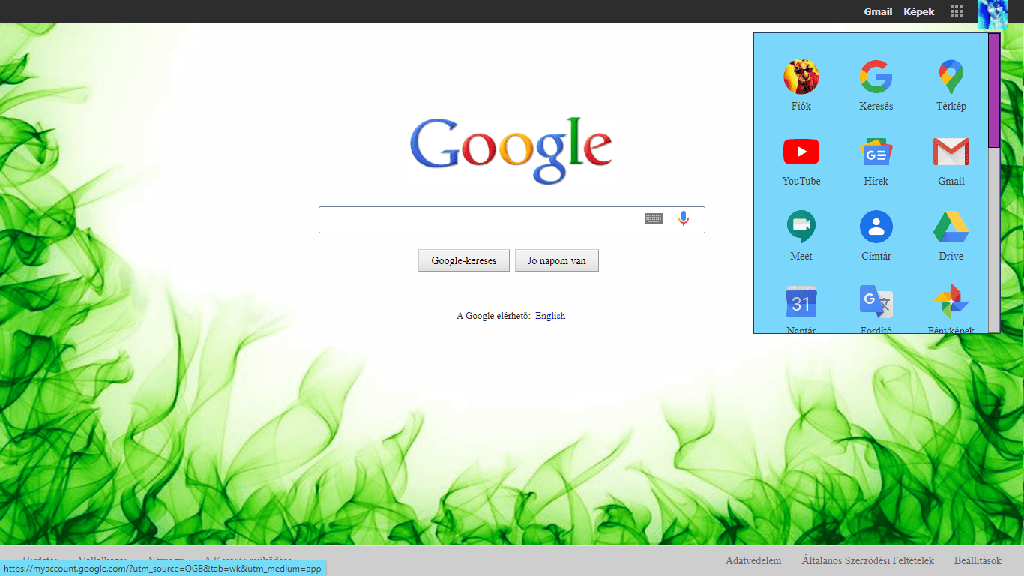 Gmail Képek
Google
Google-keresés Jó napom van
A Google elérhető: English
Fiók Keresés Térkép
YouTube Hírek Gmail
Meet Címtár Drive
31
Naptár Fordító Fényképek
Adatvédelem Általános Szerződési Feltételek Beállítások
https://myaccount.google.com/?utm_source=OGB&tab=wk&utm_medium=app